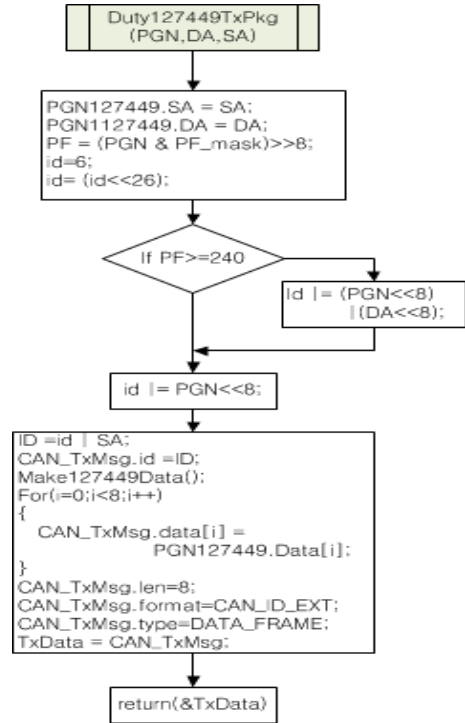 Duty127449TxPkg
(PGN,DA,SA)
PGN127449.SA = SA;
PGN1127449.DA = DA;
PF = (PGN & PF_mask)>>8;
id=6;
id= (id<<26);
If PF>=240
Id |= (PGN<<8)
|(DA<<8);
id |= PGN<<8;
ID =id | SA;
CAN_TxMsg.id =ID;
Make127449Data();
For(i=0;i<8;i++)
{
CAN_TxMsg.data[i] =
PGN127449.Data[i];
}
CAN_TxMsg.len=8;
CAN_TxMsg.format=CAN_ID_EXT;
CAN_TxMsg.type=DATA_FRAME;
TxData = CAN_TxMsg;
return(&TxData)